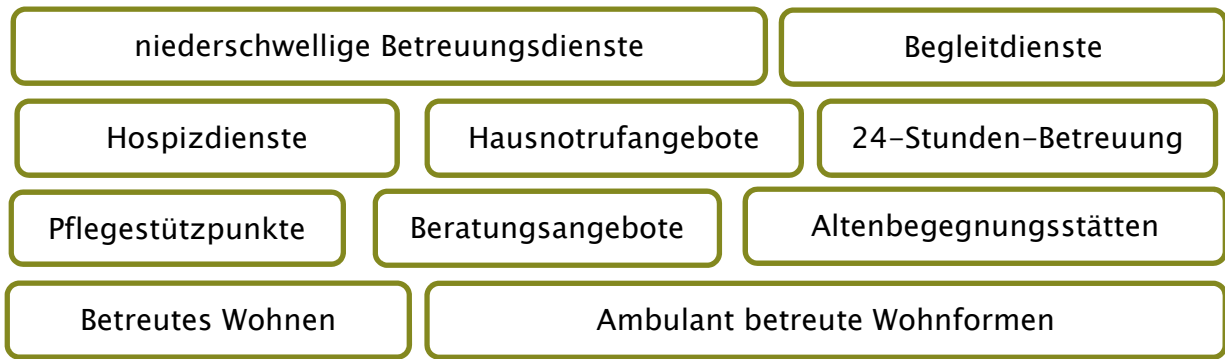 niederschwellige Betreuungsdienste
Begleitdienste
Hospizdienste
Hausnotrufangebote
24-Stunden-Betreuung
Pflegestützpunkte
Beratungsangebote
Altenbegegnungsstätten
Betreutes Wohnen
Ambulant betreute Wohnformen